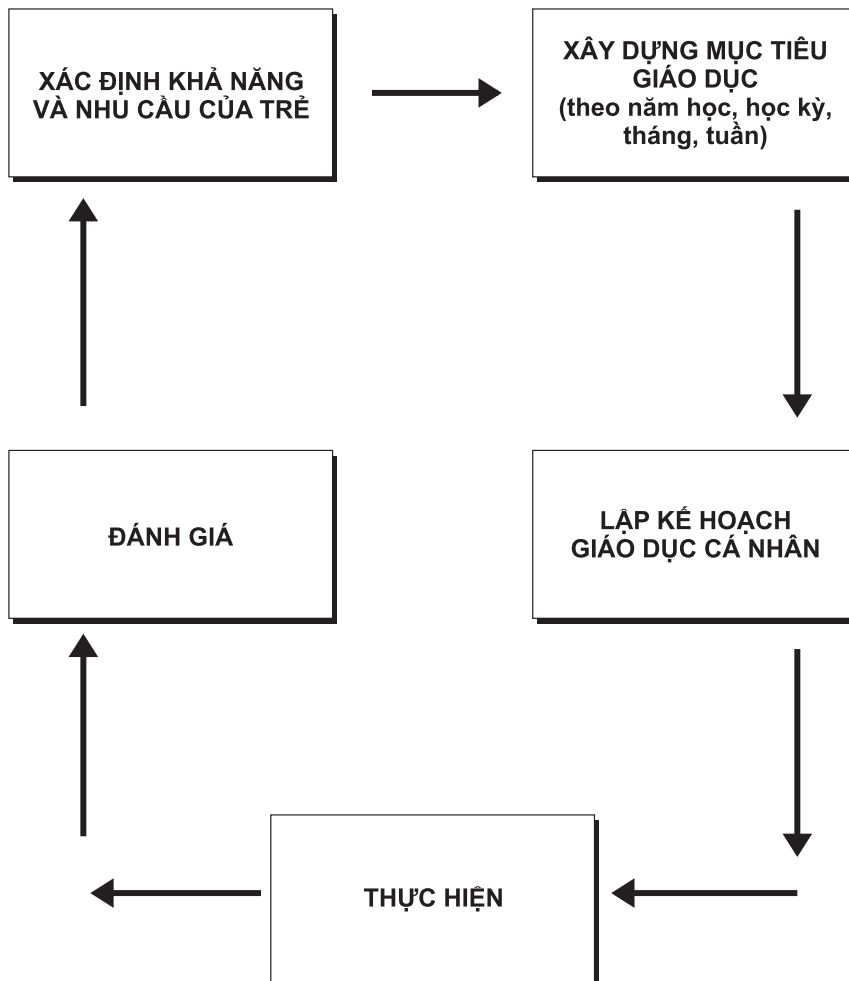 XÁC ĐỊNH KHẢ NĂNG
VÀ NHU CẦU CỦA TRẺ
XÂY DỰNG MỤC TIÊU
GIÁO DỤC
(theo năm học, học kỳ,
tháng, tuần)
LẬP KẾ HOẠCH
GIÁO DỤC CÁ NHÂN
THỰC HIỆN
ĐÁNH GIÁ